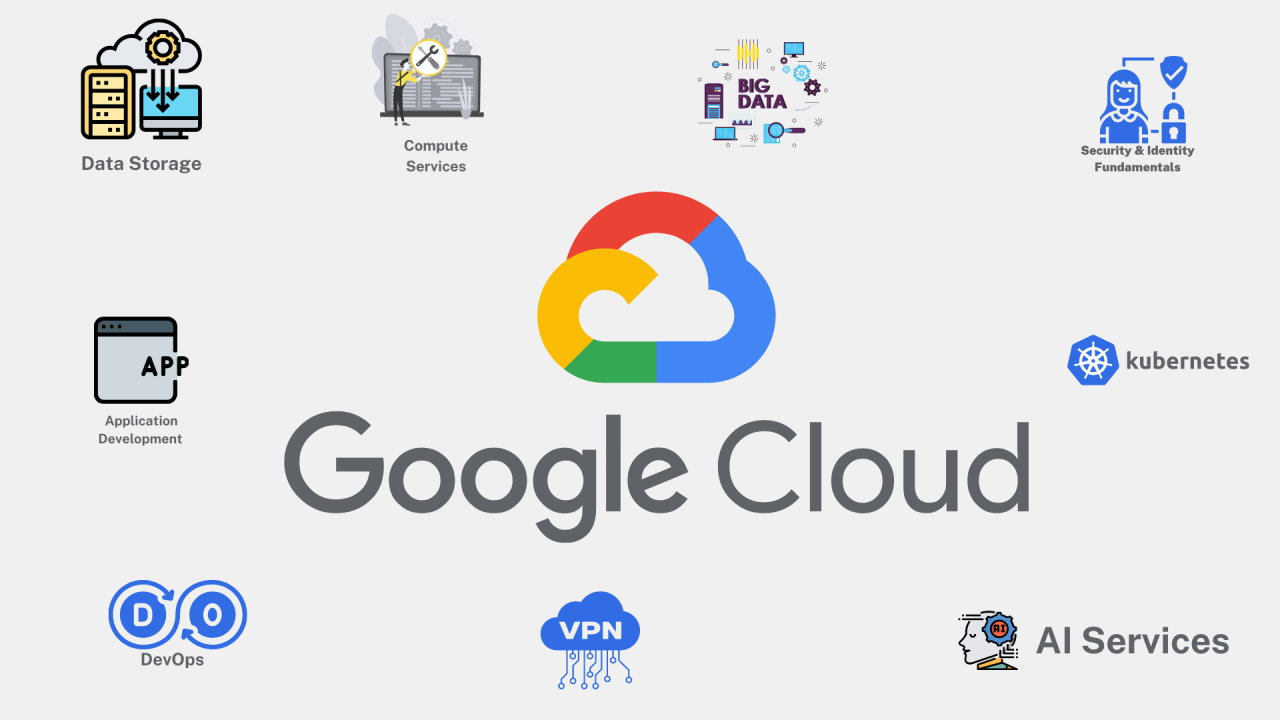 Data Storage
Compute
Services
BIG
DATA
Security & Identity
Fundamentals
APP
Application
Development
kubernetes
Google Cloud
D O
DevOps
VPN
AI
AI Services